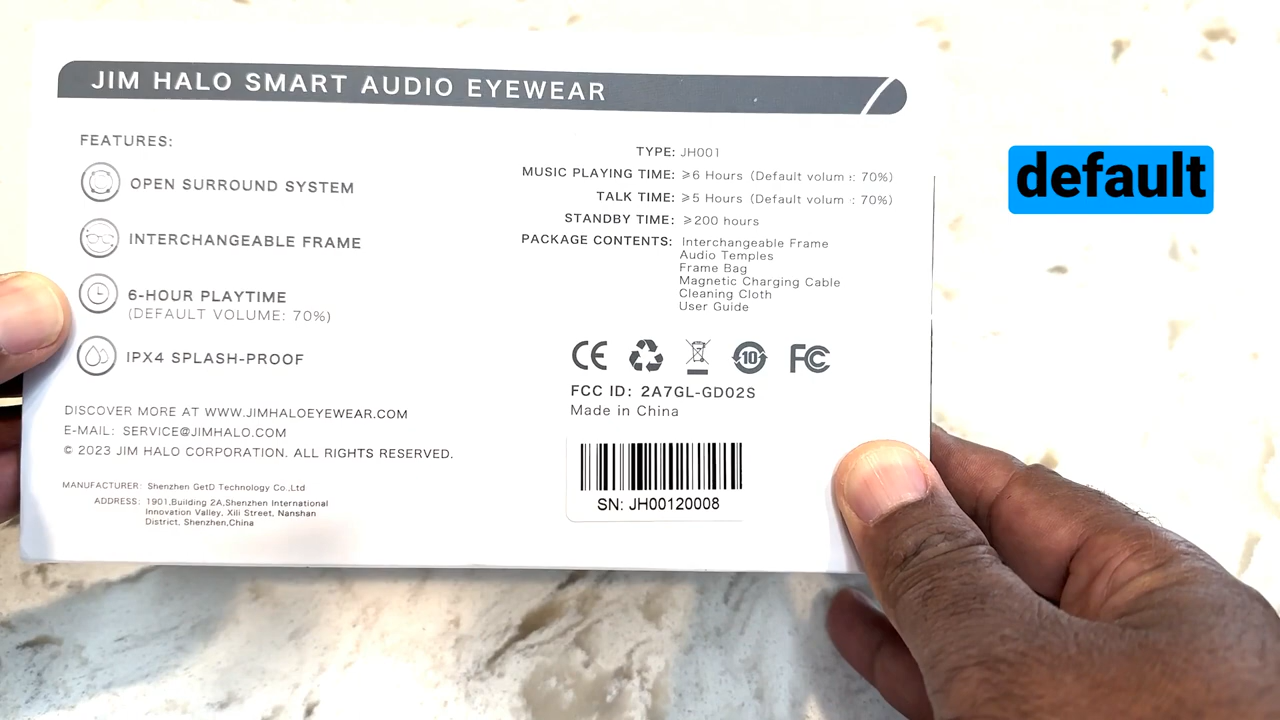 JIM HALO SMART AUDIO EYEWEAR
FEATURES:
OPEN SURROUND SYSTEM
INTERCHANGEABLE FRAME
6-HOUR PLAYTIME
(DEFAULT VOLUME: 70%)
IPX4 SPLASH-PROOF
DISCOVER MORE AT WWW.JIMHALOEYEWEAR.COM
E-MAIL: SERVICE@JIMHALO.COM
© 2023 JIM HALO CORPORATION. ALL RIGHTS RESERVED.
MANUFACTURER: Shenzhen GetD Technology Co.,Ltd
ADDRESS: 1901,Building 2A,Shenzhen International
Innovation Valley, Xili Street, Nanshan
District, Shenzhen,China
TYPE: JH001
MUSIC PLAYING TIME: ≥6 Hours (Default volum : 70%)
TALK TIME: ≥5 Hours (Default volum : 70%)
STANDBY TIME: ≥200 hours
PACKAGE CONTENTS: Interchangeable Frame
Audio Temples
Frame Bag
Magnetic Charging Cable
Cleaning Cloth
User Guide
CE 10 FC
FCC ID: 2A7GL-GD02S
Made in China
SN: JH00120008
default